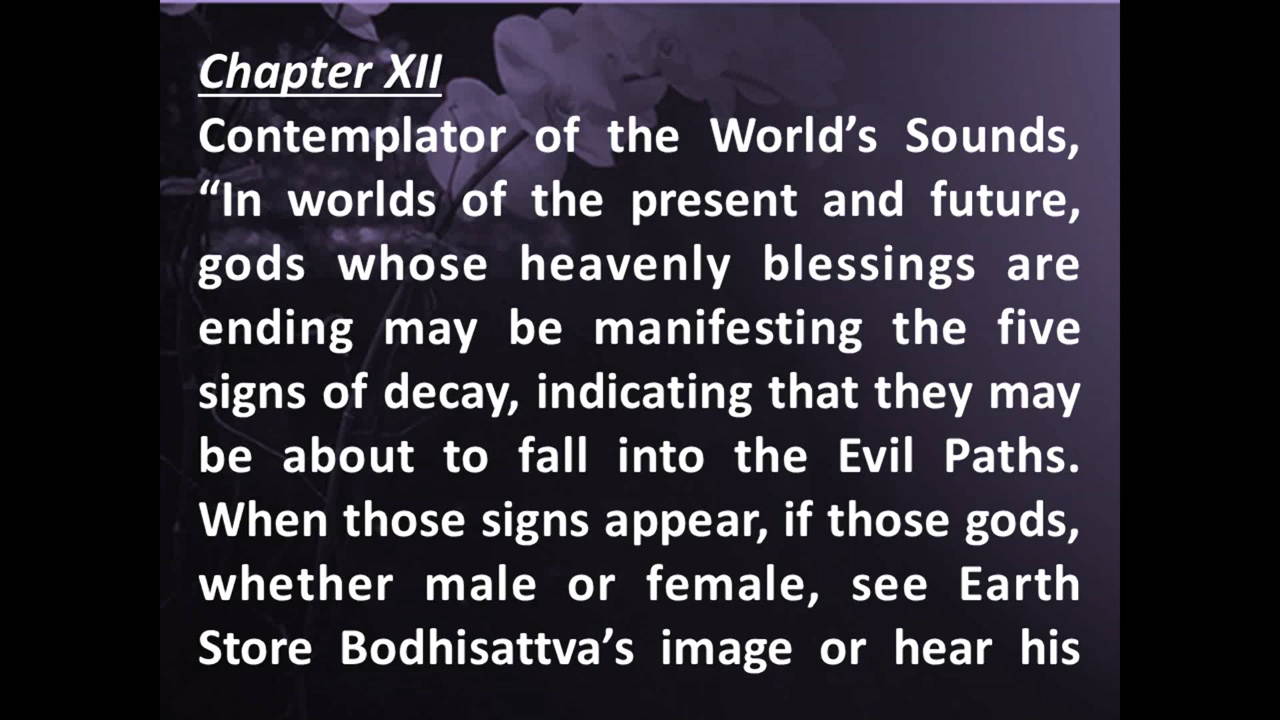 Chapter XII
Contemplator of the World’s Sounds,
“In worlds of the present and future,
gods whose heavenly blessings are
ending may be manifesting the five
signs of decay, indicating that they may
be about to fall into the Evil Paths.
When those signs appear, if those gods,
whether male or female, see Earth
Store Bodhisattva’s image or hear his